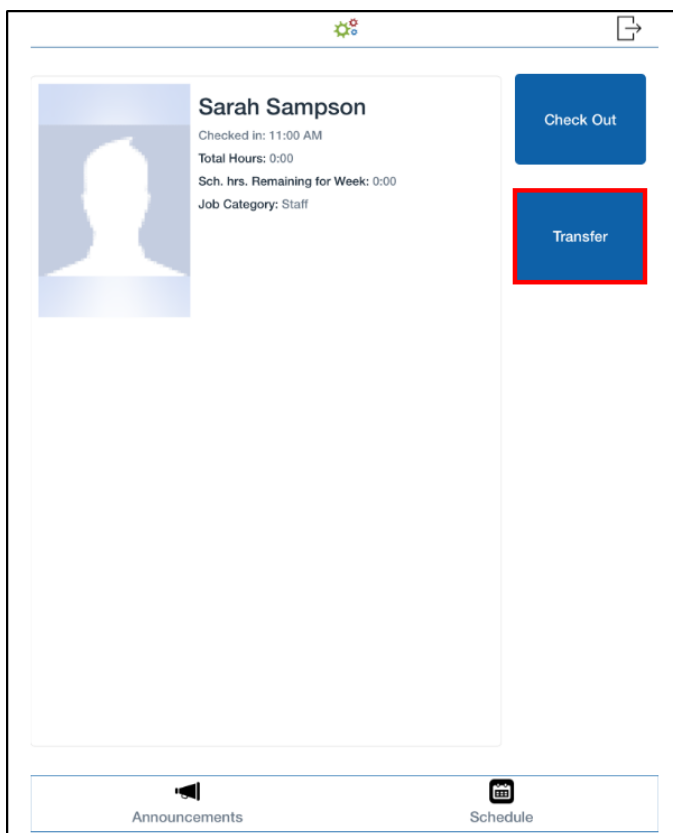 Sarah Sampson
Checked in: 11:00 AM
Total Hours: 0:00
Sch. hrs. Remaining for Week: 0:00
Job Category: Staff
Check Out
Transfer
Announcements
Schedule